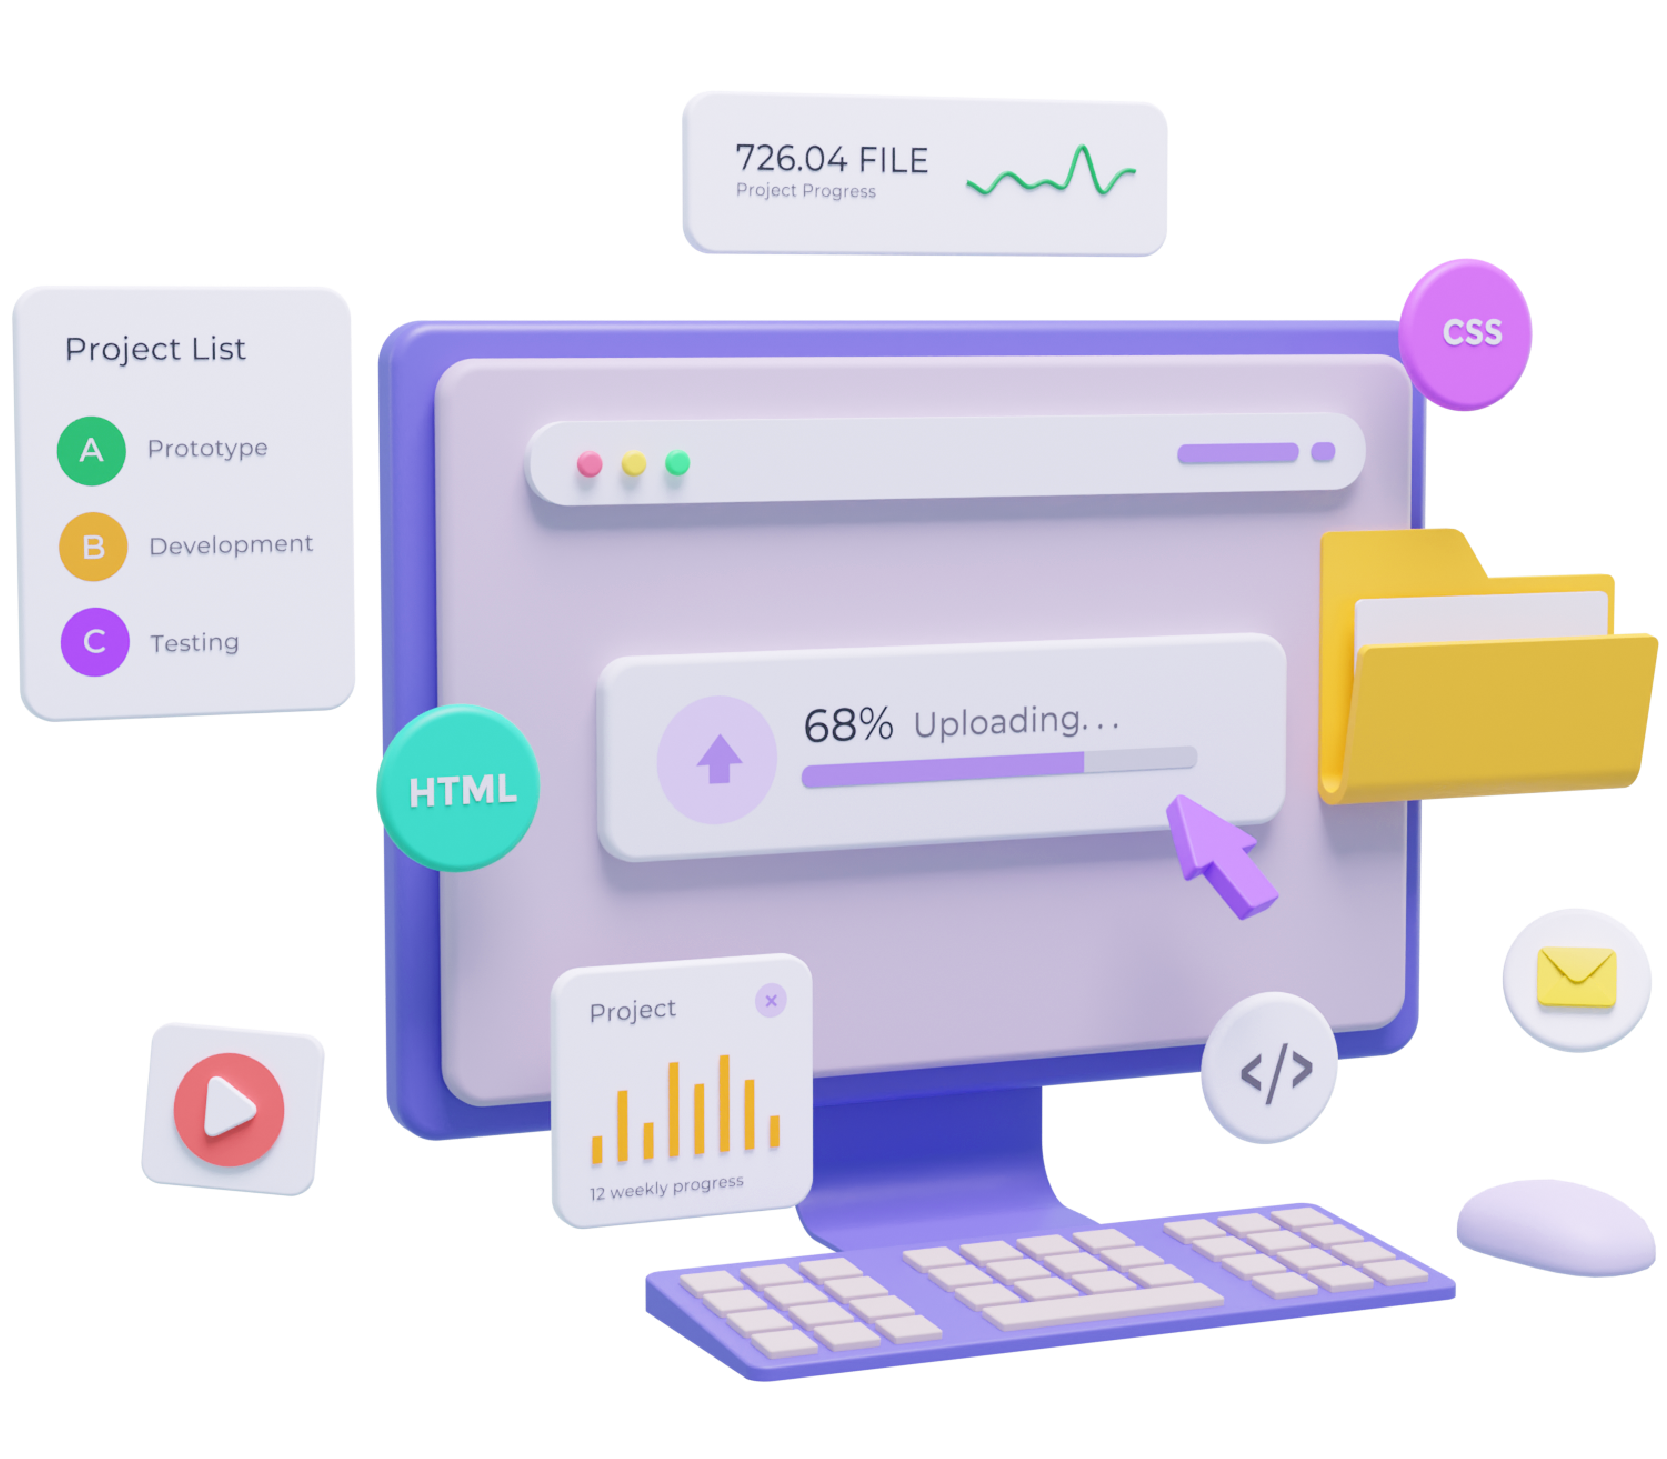 726.04 FILE
Project Progress
CSS
Project List
A Prototype
B Development
C Testing
68% Uploading...
HTML
Project
12 weekly progress
</>